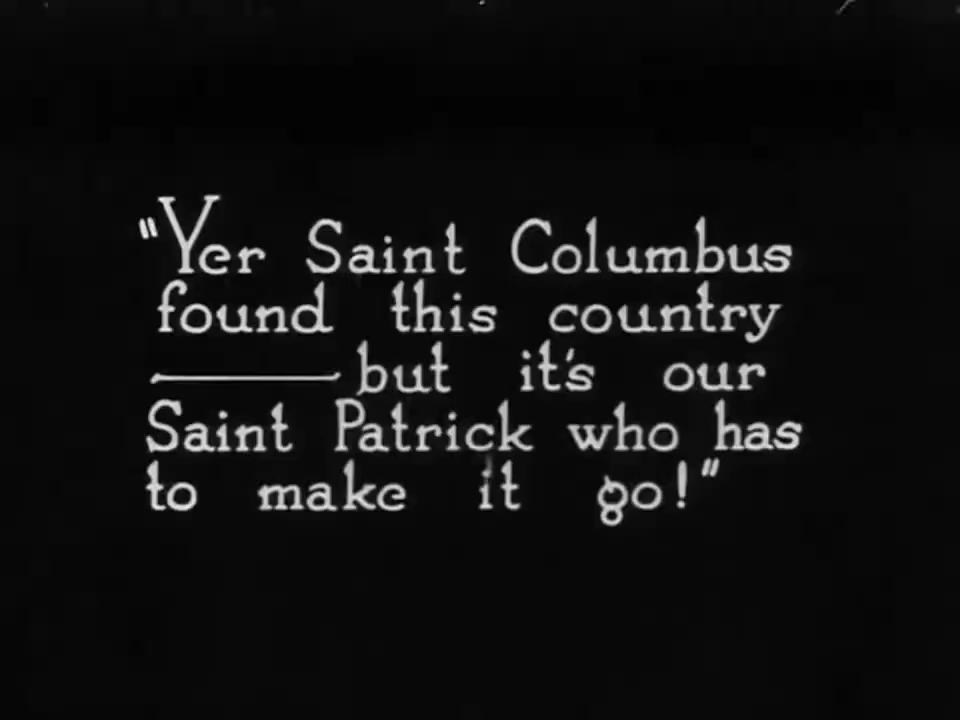 "Yer Saint Columbus
found this country
——— but it's our
Saint Patrick who has
to make it go!"